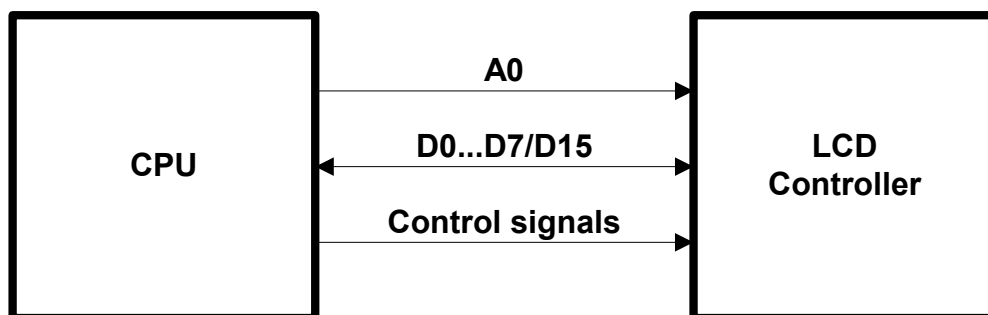 A0
CPU
D0...D7/D15
LCD
Controller
Control signals